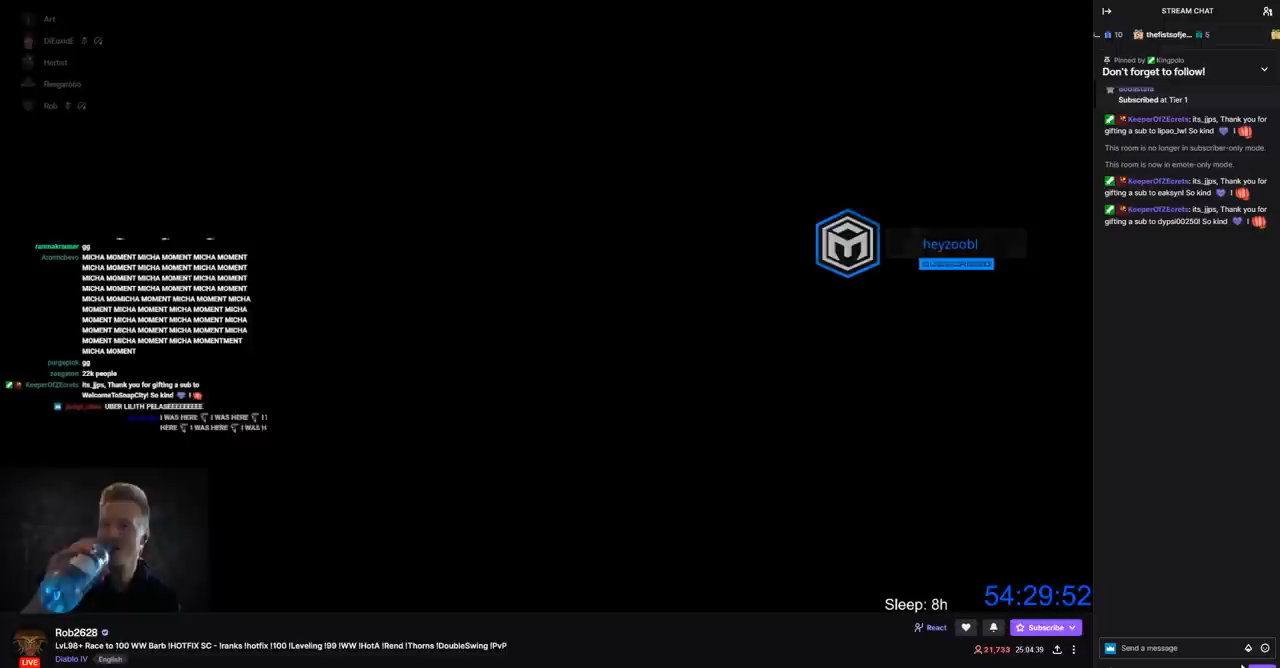 Art
DiEoxidE
Herbst
Rob
STREAM CHAT
10
thefistsofje...
5
Pinned by Kingpolo
Don't forget to follow!
Subscribed at Tier 1
KeeperOfZEcrets: its_jjps, Thank you for
gifting a sub to lipao_lw! So kind
This room is no longer in subscriber-only mode.
This room is now in emote-only mode.
KeeperOfZEcrets: its_jjps, Thank you for
gifting a sub to eaksyn! So kind
KeeperOfZEcrets: its_jjps, Thank you for
gifting a sub to dypsi00250! So kind
heyzoobl
gg
MICHA MOMENT MICHA MOMENT MICHA MOMENT
MICHA MOMENT MICHA MOMENT MICHA MOMENT
MICHA MOMENT MICHA MOMENT MICHA MOMENT
MICHA MOMENT MICHA MOMENT MICHA MOMENT
MICHA MOMICHA MOMENT MICHA MOMENT MICHA
MOMENT MICHA MOMENT MICHA MOMENT MICHA
MOMENT MICHA MOMENT MICHA MOMENT MICHA
MOMENT MICHA MOMENT MICHA MOMENT MICHA
MOMENT MICHA MOMENT MICHA MOMENTMENT
MICHA MOMENT
gg
22k people
KeeperOfZEcrets its_jjps, Thank you for gifting a sub to
WelcomeToSnapCity! So kind
UBER LILITH PELASEEEEEEEE
I WAS HERE I WAS HERE I
HERE I WAS HERE I WAS H
Sleep: 8h
54:29:52
Rob2628
LvL98+ Race to 100 WW Barb !HOTFIX SC - !ranks !hotfix !100 !Leveling !99 !WW !HotA !Rend !Thorns !DoubleSwing !PvP
Diablo IV English
LIVE
React
Subscribe
21,733
25:04:39
Send a message